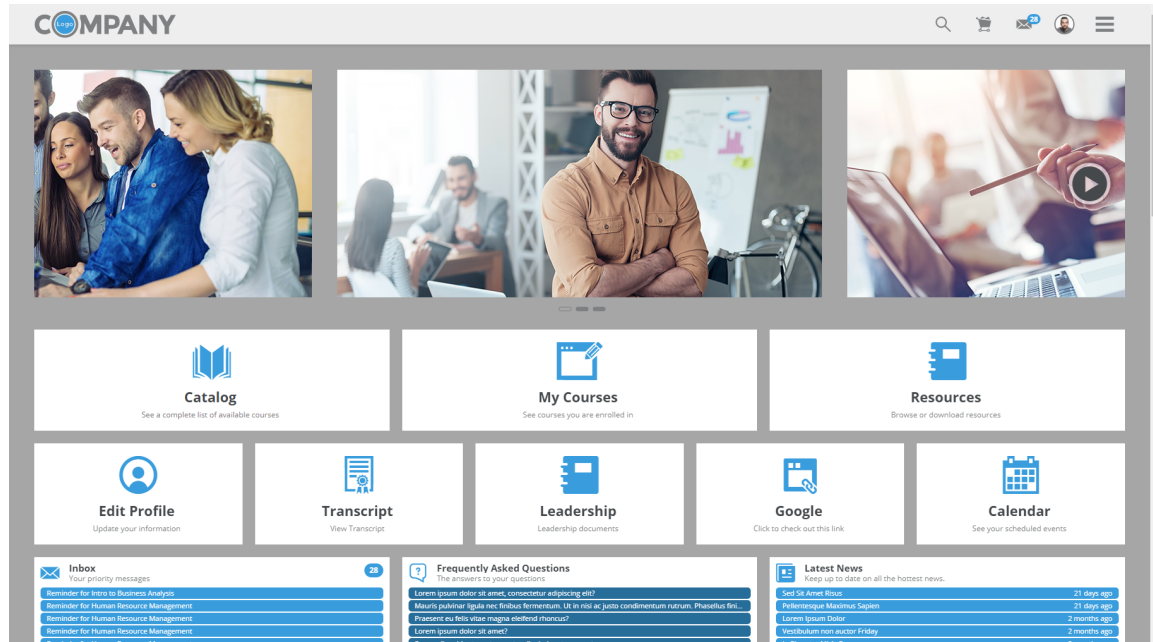 COMPANY
Logo
28
Catalog
See a complete list of available courses
My Courses
See courses you are enrolled in
Resources
Browse or download resources
Edit Profile
Update your information
Transcript
View Transcript
Leadership
Leadership documents
Google
Click to check out this link
Calendar
See your scheduled events
Inbox
Your priority messages
28
Reminder for Intro to Business Analysis
Reminder for Human Resource Management
Reminder for Human Resource Management
Reminder for Human Resource Management
Frequently Asked Questions
The answers to your questions
Lorem ipsum dolor sit amet, consectetur adipiscing elit?
Mauris pulvinar ligula nec finibus fermentum. Ut in nisi ac justo condimentum rutrum. Phasellus fini...
Praesent eu felis vitae magna eleifend rhoncus?
Lorem ipsum dolor sit amet?
Latest News
Keep up to date on all the hottest news.
Sed Sit Amet Risus 21 days ago
Pellentesque Maximus Sapien 21 days ago
Lorem Ipsum Dolor 2 months ago
Vestibulum non auctor Friday 2 months ago